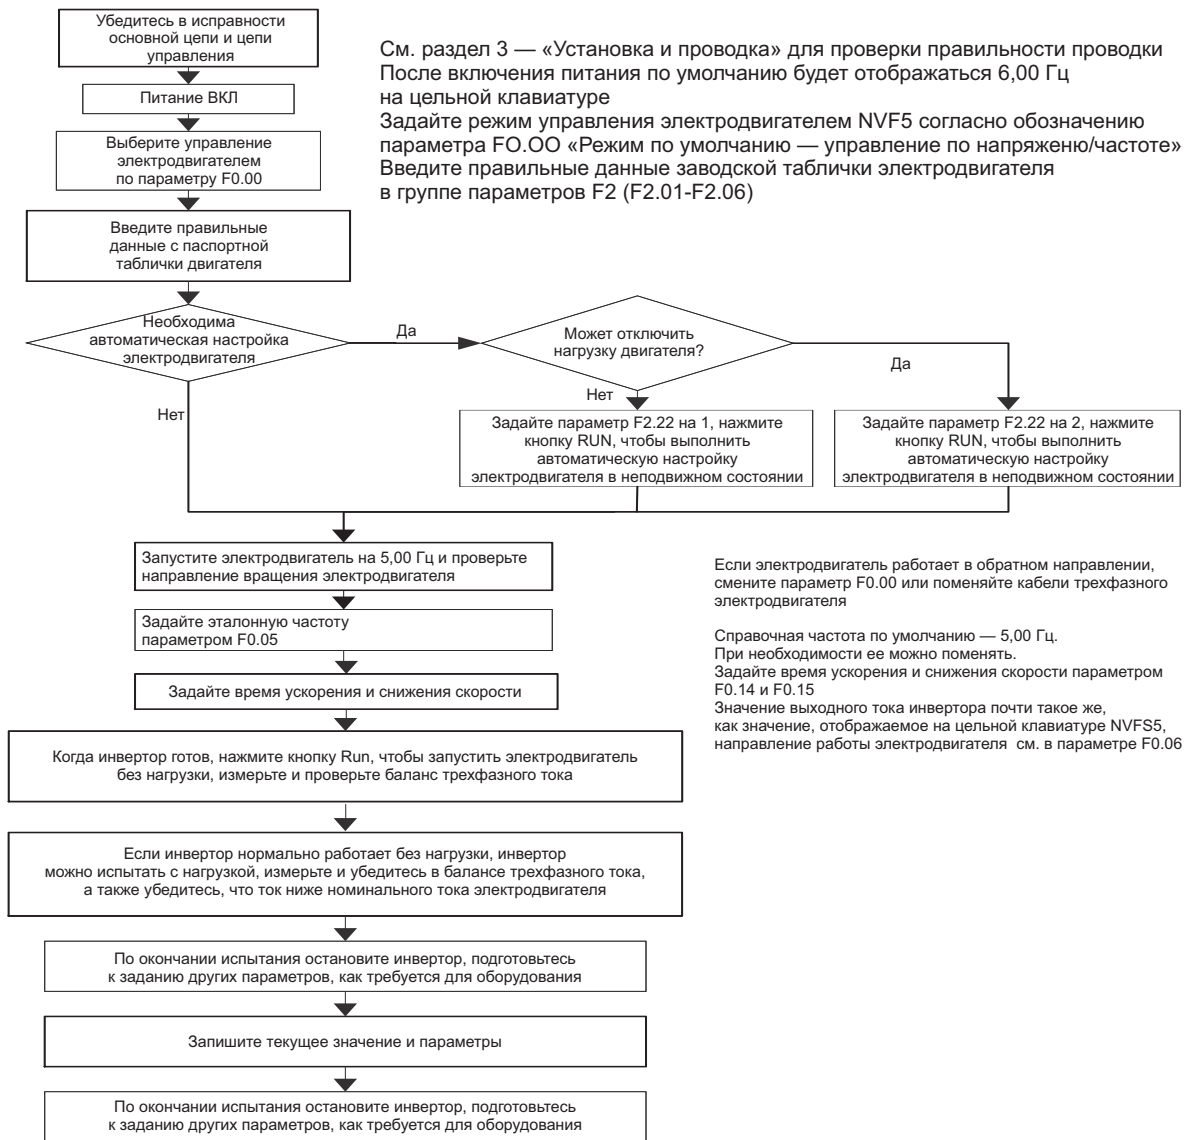 Убедитесь в исправности
основной цепи и цепи
управления
См. раздел 3 — «Установка и проводка» для проверки правильности проводки
После включения питания по умолчанию будет отображаться 6,00 Гц
на цельной клавиатуре
Задайте режим управления электродвигателем NVF5 согласно обозначению
параметра FO.OO «Режим по умолчанию — управление по напряженю/частоте»
Введите правильные данные заводской таблички электродвигателя
в группе параметров F2 (F2.01-F2.06)
Питание ВКЛ
Выберите управление
электродвигателем
по параметру F0.00
Введите правильные
данные с паспортной
таблички двигателя
Необходима
автоматическая настройка
электродвигателя
Да
Может отключить
нагрузку двигателя?
Да
Нет
Нет
Задайте параметр F2.22 на 1, нажмите
кнопку RUN, чтобы выполнить
автоматическую настройку
электродвигателя в неподвижном состоянии
Задайте параметр F2.22 на 2, нажмите
кнопку RUN, чтобы выполнить
автоматическую настройку
электродвигателя в неподвижном состоянии
Запустите электродвигатель на 5,00 Гц и проверьте
направление вращения электродвигателя
Задайте эталонную частоту
параметром F0.05
Задайте время ускорения и снижения скорости
Если электродвигатель работает в обратном направлении,
смените параметр F0.00 или поменяйте кабели трехфазного
электродвигателя
Справочная частота по умолчанию — 5,00 Гц.
При необходимости ее можно поменять.
Задайте время ускорения и снижения скорости параметром
F0.14 и F0.15
Значение выходного тока инвертора почти такое же,
как значение, отображаемое на цельной клавиатуре NVFS5,
направление работы электродвигателя см. в параметре F0.06
Когда инвертор готов, нажмите кнопку Run, чтобы запустить электродвигатель
без нагрузки, измерьте и проверьте баланс трехфазного тока
Если инвертор нормально работает без нагрузки, инвертор
можно испытать с нагрузкой, измерьте и убедитесь в балансе трехфазного тока,
а также убедитесь, что ток ниже номинального тока электродвигателя
По окончании испытания остановите инвертор, подготовьтесь
к заданию других параметров, как требуется для оборудования
Запишите текущее значение и параметры
По окончании испытания остановите инвертор, подготовьтесь
к заданию других параметров, как требуется для оборудования